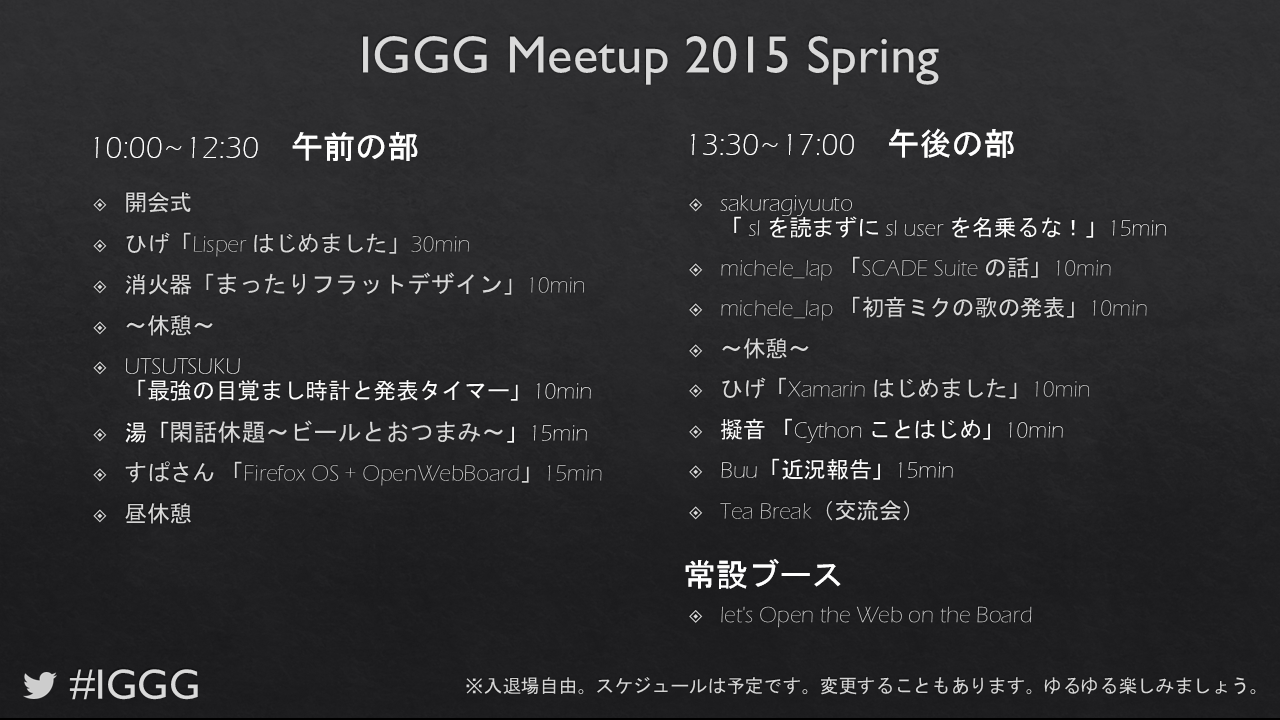 IGGG Meetup 2015 Spring
10:00~12:30 午前の部
開会式
ひげ「Lisper はじめました」30min
消火器「まったりフラットデザイン」10min
～休憩～
UTSUTSUKU
「最強の目覚まし時計と発表タイマー」10min
湯「閑話休題～ビールとおつまみ～」15min
すぱさん 「Firefox OS + OpenWebBoard」15min
昼休憩
13:30~17:00 午後の部
sakuragiyuuto
「 sl を読まずに sl user を名乗るな！」15min
michele_lap 「SCADE Suite の話」10min
michele_lap 「初音ミクの歌の発表」10min
～休憩～
ひげ「Xamarin はじめました」10min
擬音 「Cython ことはじめ」10min
Buu「近況報告」15min
Tea Break（交流会）
常設ブース
let's Open the Web on the Board
#IGGG
※入退場自由。スケジュールは予定です。変更することもあります。ゆるゆる楽しみましょう。